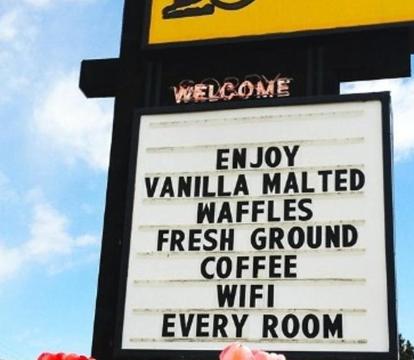 WELCOME
ENJOY
VANILLA MALTED
WAFFLES
FRESH GROUND
COFFEE
WIFI
EVERY ROOM